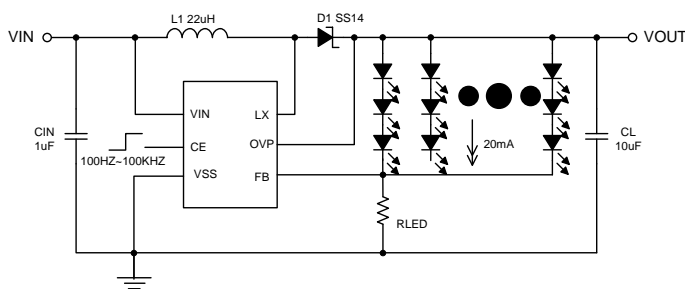 L1 22uH
D1 SS14
VIN
VOUT
VIN
LX
CIN
1uF
CE
100HZ~100KHZ
OVP
20mA
CL
10uF
VSS
FB
RLED